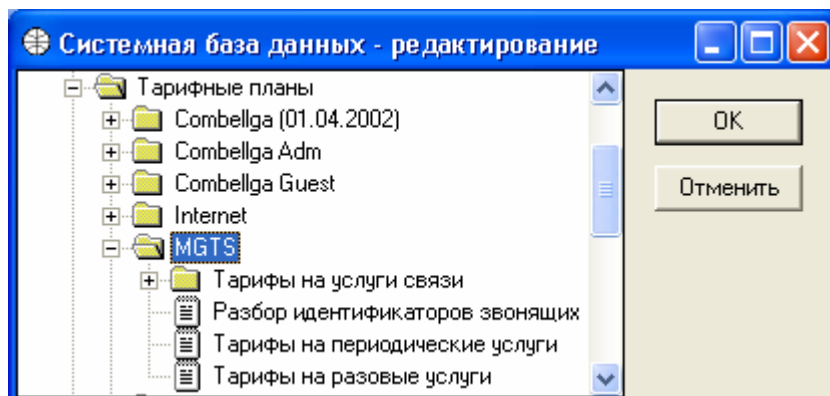 Системная база данных - редактирование
Тарифные планы
Combellga (01.04.2002)
Combellga Adm
Combellga Guest
Internet
MGTS
Тарифы на услуги связи
Разбор идентификаторов звонящих
Тарифы на периодические услуги
Тарифы на разовые услуги
OK
Отменить